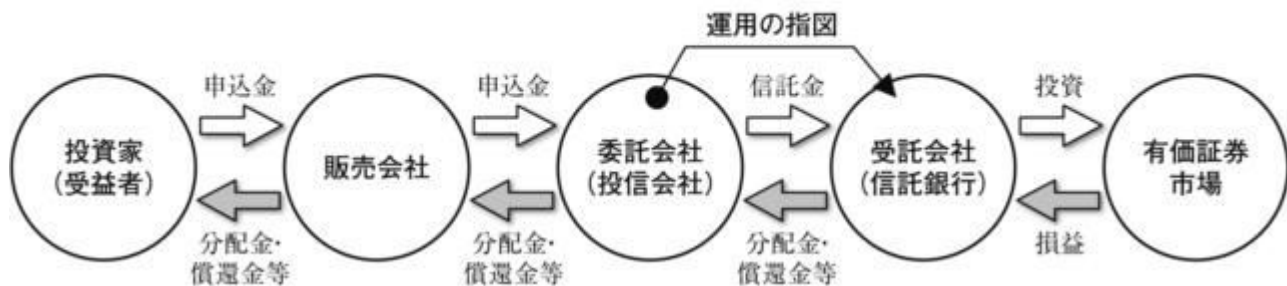 運用の指図
申込金
申込金
信託金
投資
投資家
(受益者)
販売会社
委託会社
(投信会社)
受託会社
(信託銀行)
有価証券
市場
分配金・
償還金等
分配金・
償還金等
分配金・
償還金等
損益